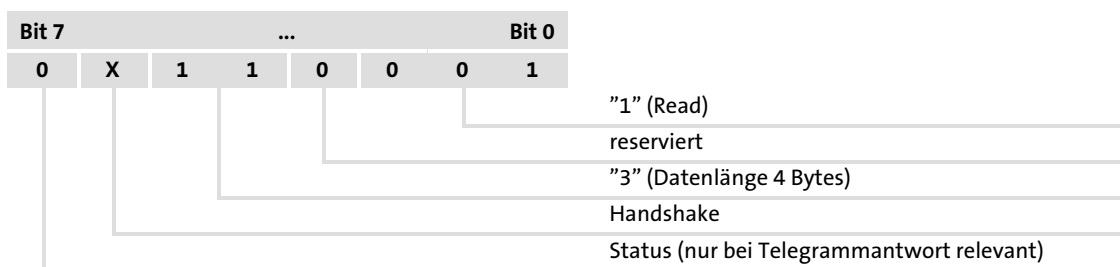 Bit 7 ... Bit 0
0 X 1 1 0 0 0 1
"1" (Read)
reserviert
"3" (Datenlänge 4 Bytes)
Handshake
Status (nur bei Telegrammantwort relevant)